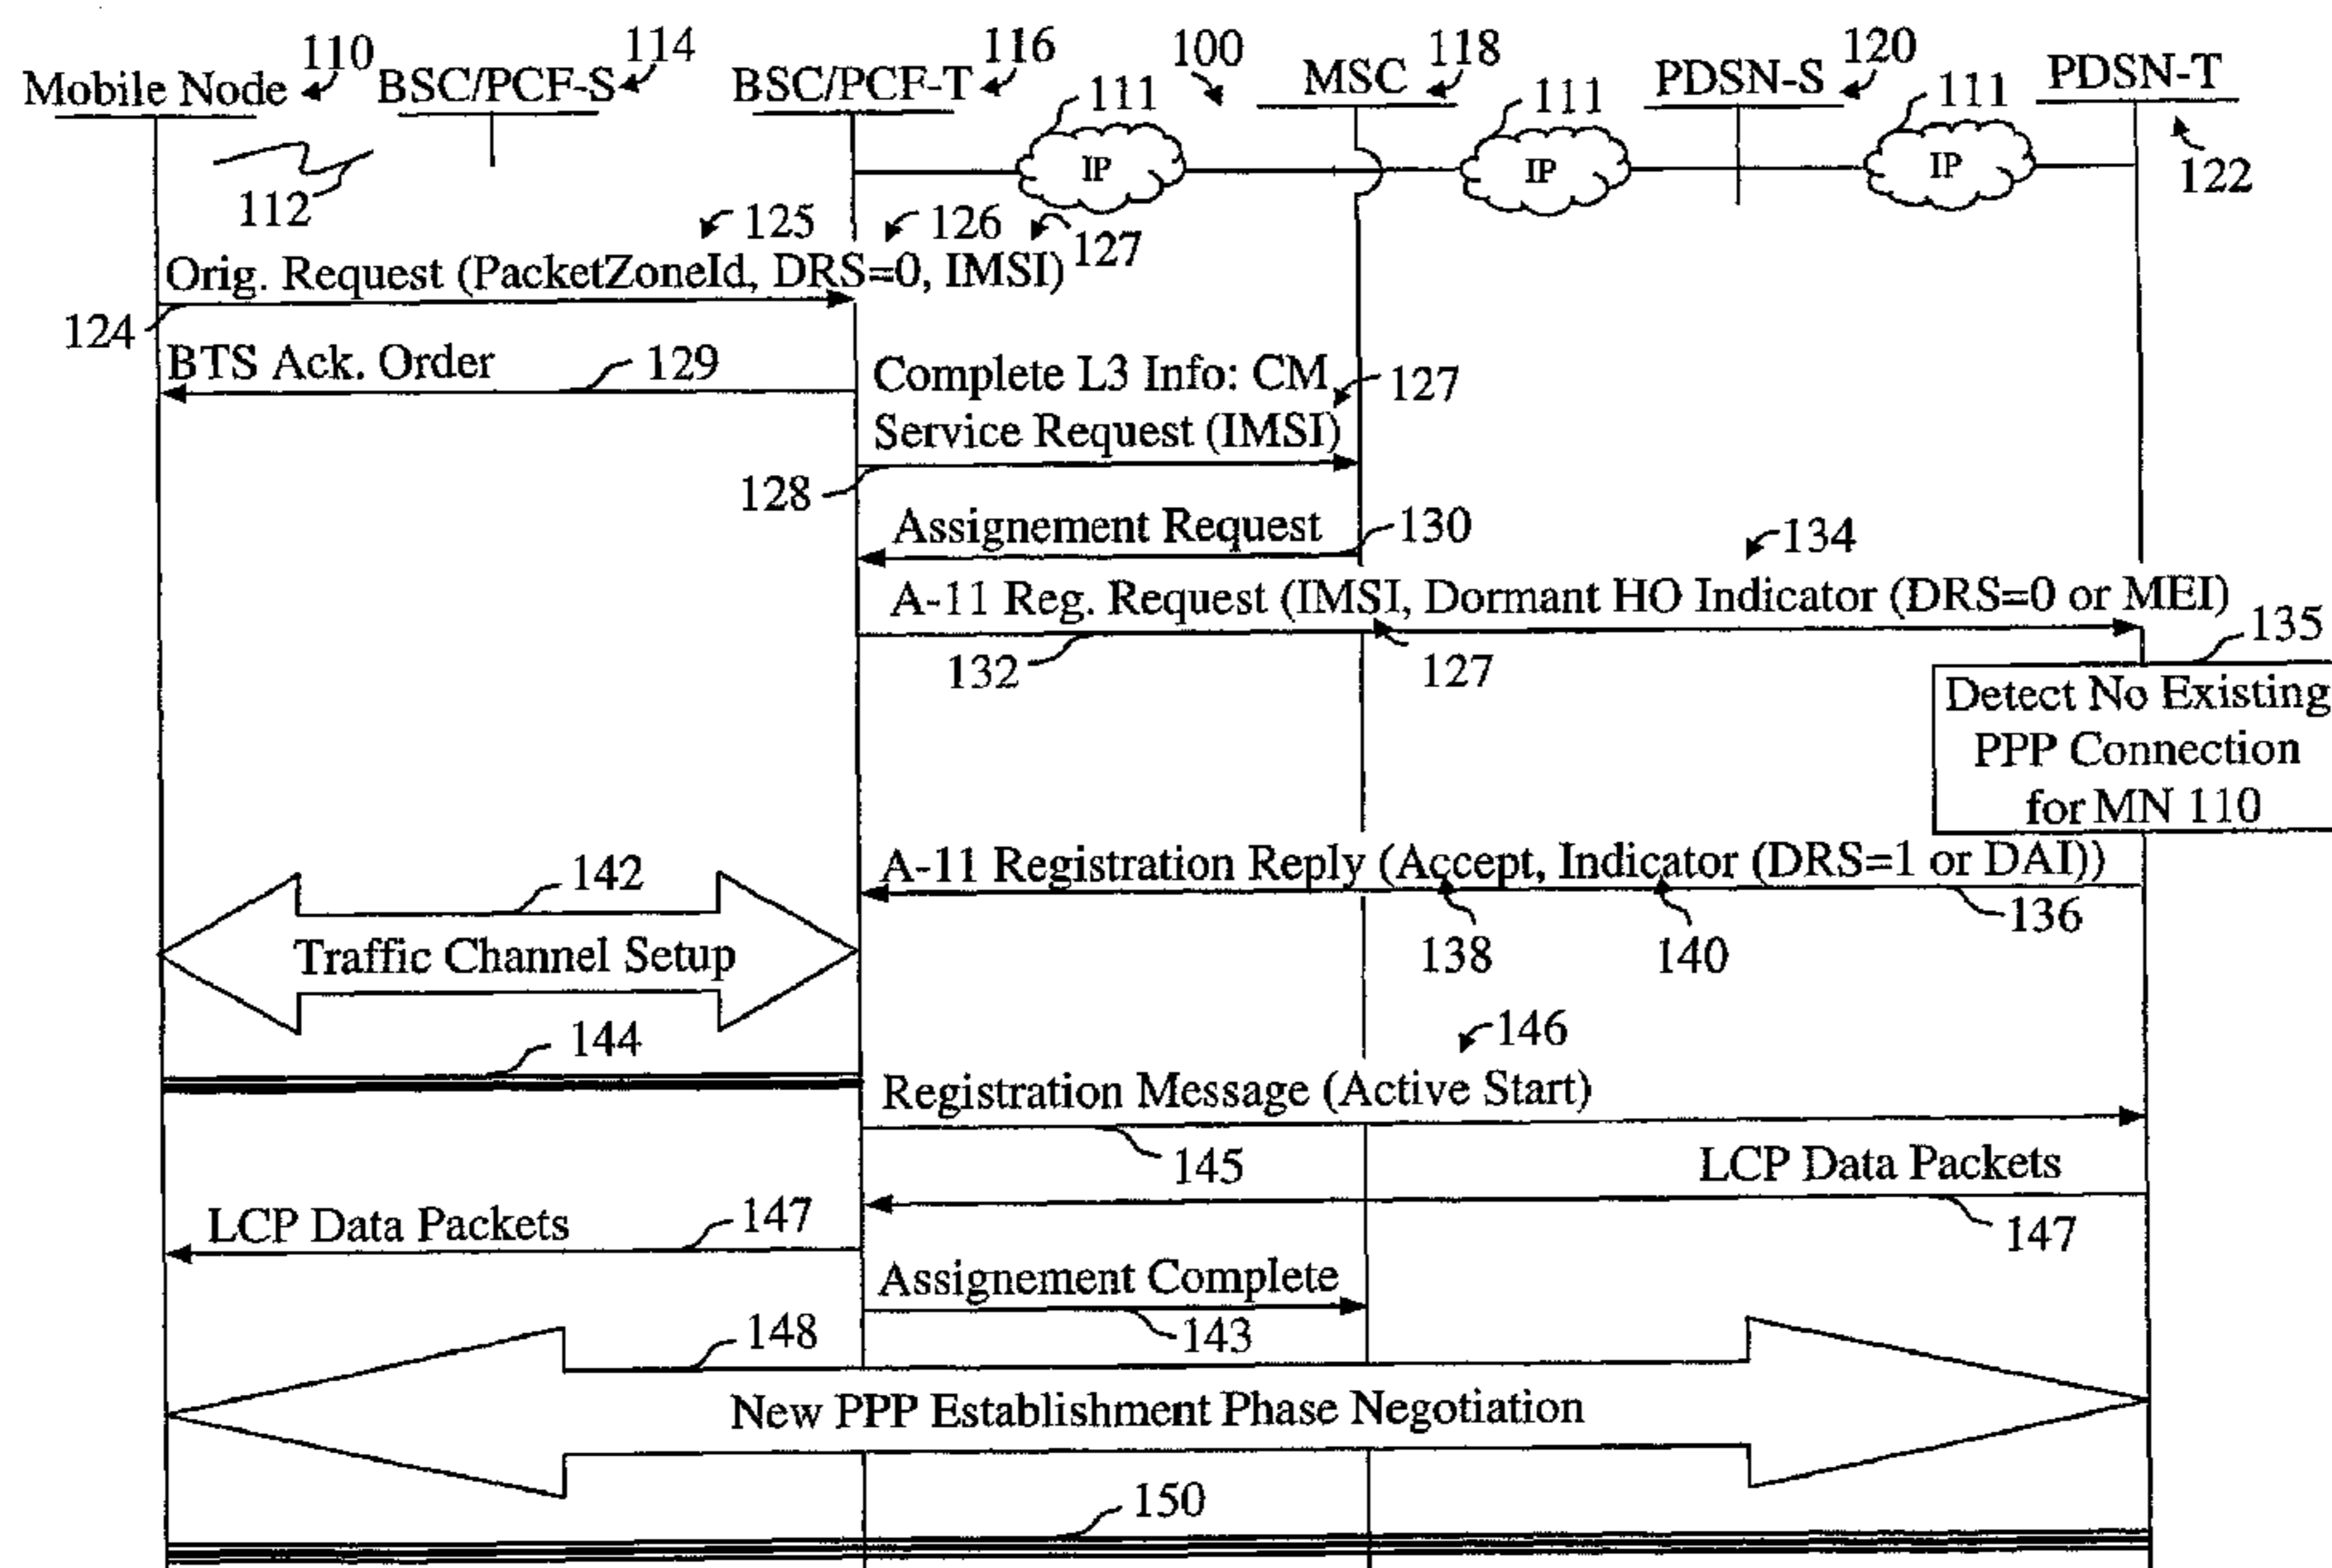 110 114 116 100 118 120
Mobile Node BSC/PCF-S BSC/PCF-T 111 MSC 111 PDSN-S 111 PDSN-T
IP IP IP
112 122
125 126 127
Orig. Request (PacketZoneId, DRS=0, IMSI)
124
BTS Ack. Order 129
Complete L3 Info: CM 127
Service Request (IMSI)
128
Assignement Request 130
134
A-11 Reg. Request (IMSI, Dormant HO Indicator (DRS=0 or MEI)
132 127 135
Detect No Existing
PPP Connection
for MN 110
A-11 Registration Reply (Accept, Indicator (DRS=1 or DAI))
142
138 140 136
Traffic Channel Setup
144 146
Registration Message (Active Start)
145 LCP Data Packets
LCP Data Packets 147 147
Assignement Complete
148 143
New PPP Establishment Phase Negotiation
150